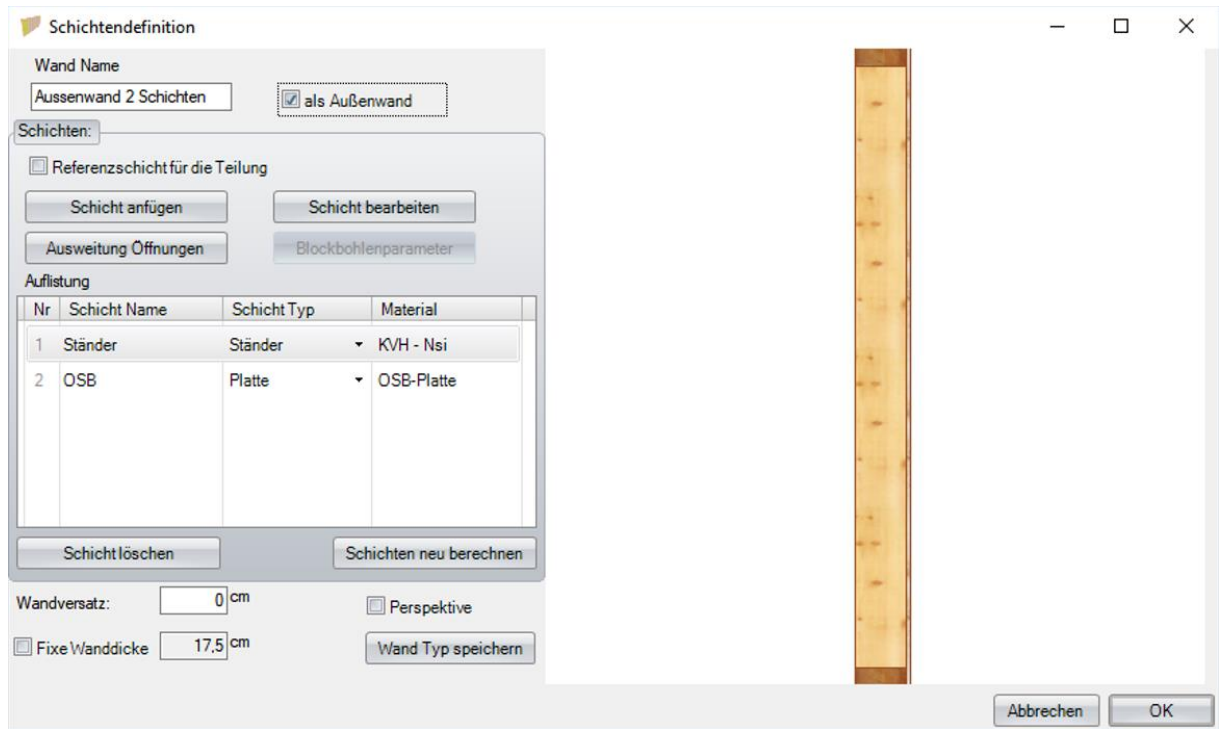 Schichtendefinition
Wand Name
Aussenwand 2 Schichten
als Außenwand
Schichten:
Referenzschicht für die Teilung
Schicht anfügen
Schicht bearbeiten
Ausweitung Öffnungen
Blockbohlenparameter
Auflistung
Nr Schicht Name Schicht Typ Material
1 Ständer Ständer KVH - Nsi
2 OSB Platte OSB-Platte
Schicht löschen
Schichten neu berechnen
Wandversatz: 0 cm
Perspektive
Fixe Wanddicke 17,5 cm
Wand Typ speichern
Abbrechen
OK